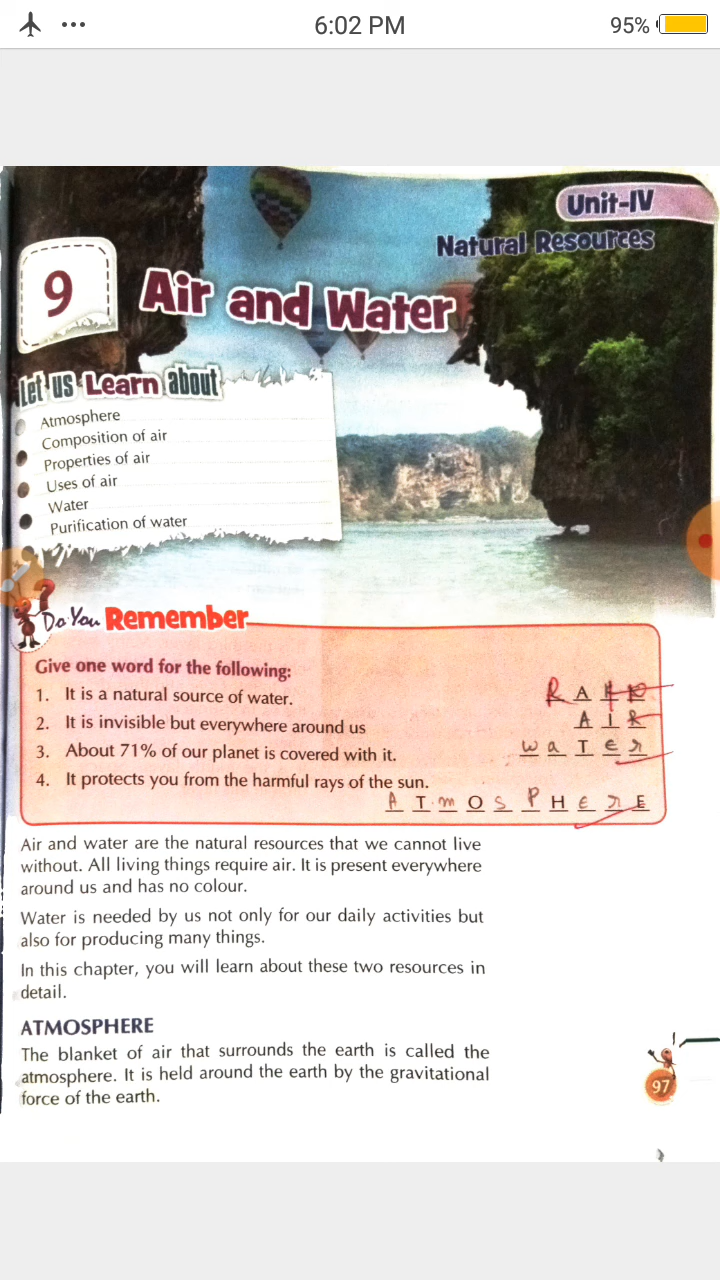 6:02 PM
95%
Unit-IV
Natural Resources
9
Air and Water
Let us Learn about
Atmosphere
Composition of air
Properties of air
Uses of air
Water
Purification of water
Do You Remember
Give one word for the following:
1. It is a natural source of water. R A
2. It is invisible but everywhere around us A I R
3. About 71% of our planet is covered with it. w a T E r
4. It protects you from the harmful rays of the sun.
A T m O S P H E r E
Air and water are the natural resources that we cannot live
without. All living things require air. It is present everywhere
around us and has no colour.
Water is needed by us not only for our daily activities but
also for producing many things.
In this chapter, you will learn about these two resources in
detail.
ATMOSPHERE
The blanket of air that surrounds the earth is called the
atmosphere. It is held around the earth by the gravitational
force of the earth.
97